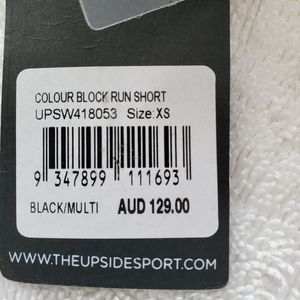 COLOUR BLOCK RUN SHORT
UPSW418053 Size:XS
9 347899 111693
BLACK/MULTI AUD 129.00
WWW.THEUPSIDESPORT.COM